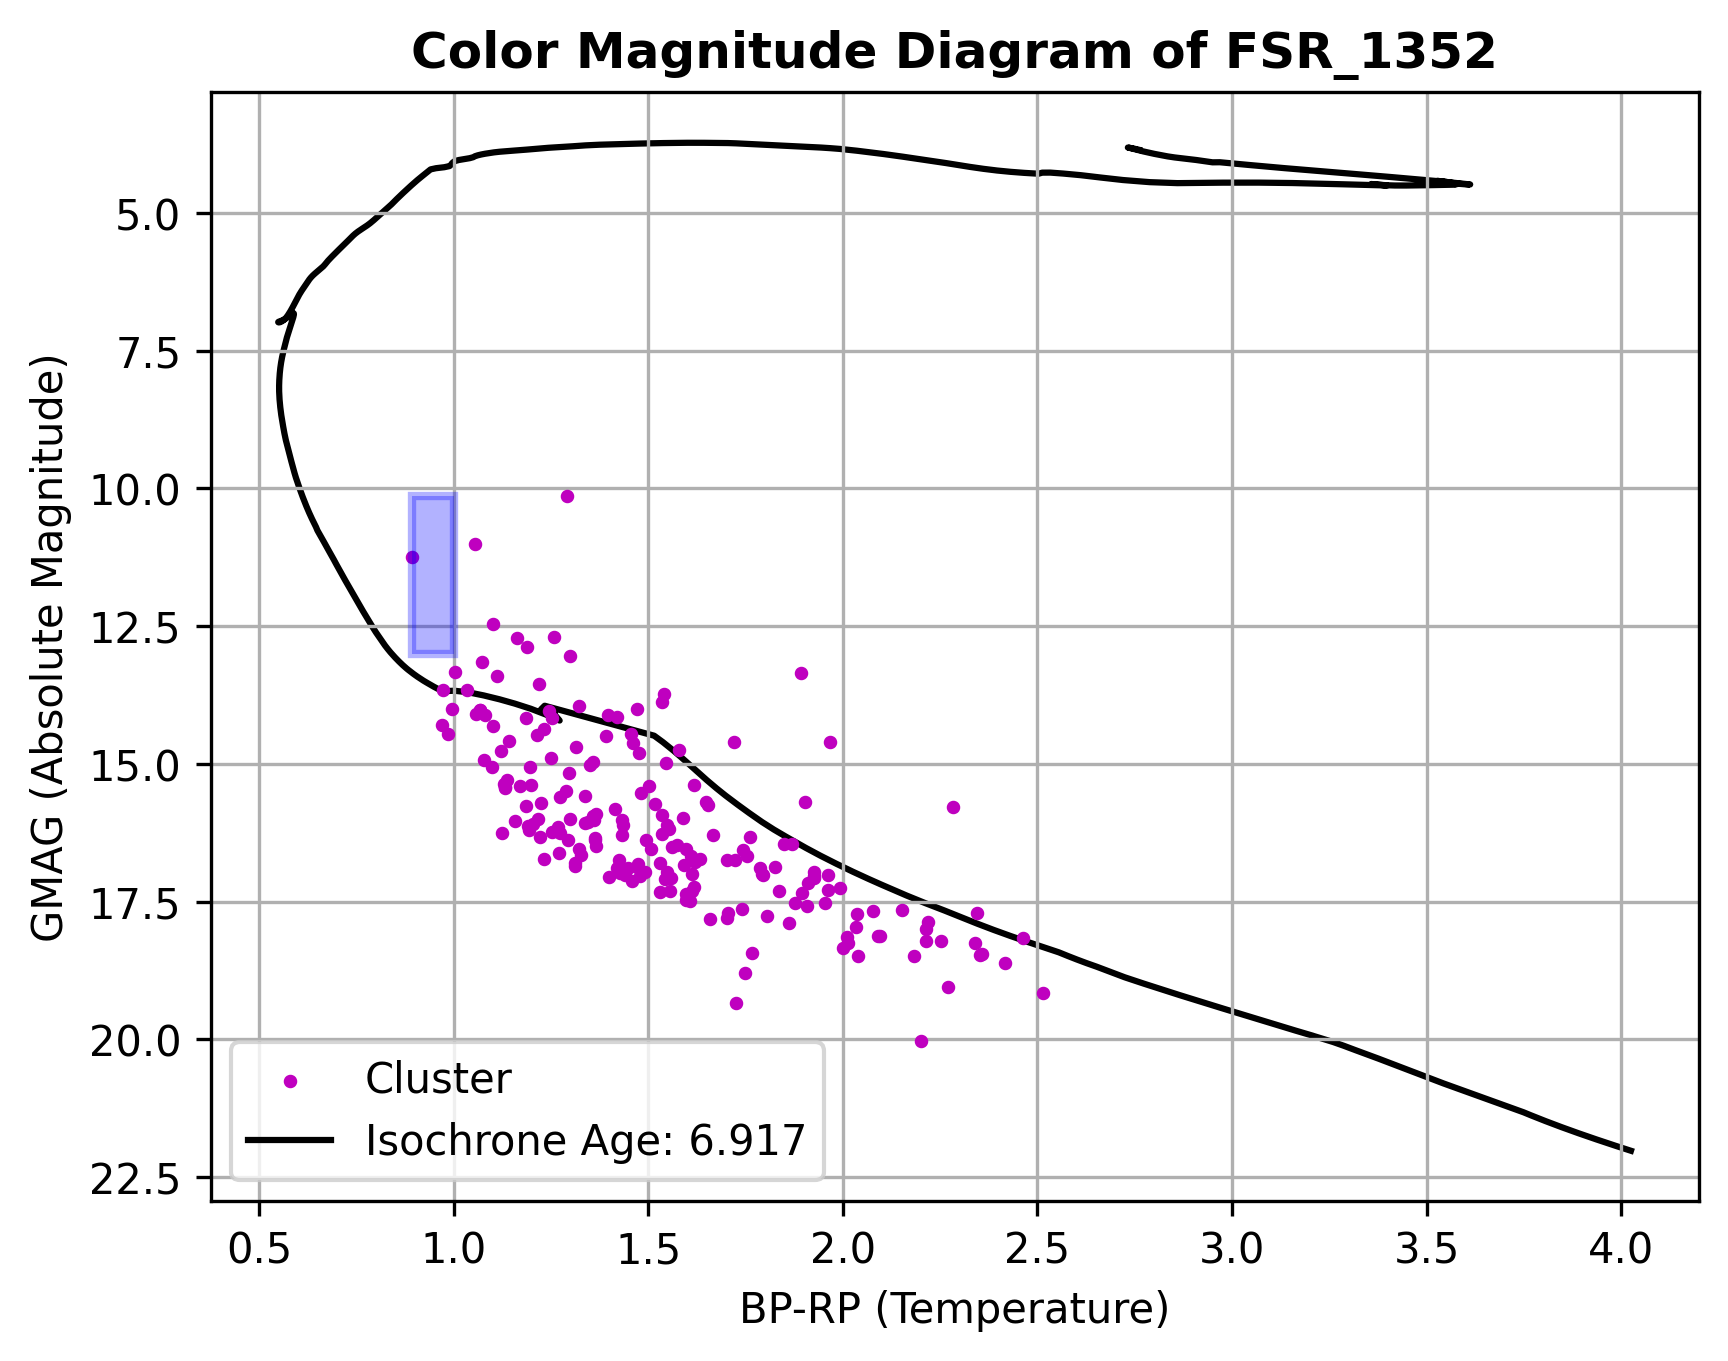 Color Magnitude Diagram of FSR_1352
GMAG (Absolute Magnitude)
5.0
7.5
10.0
12.5
15.0
17.5
20.0
22.5
Cluster
Isochrone Age: 6.917
0.5 1.0 1.5 2.0 2.5 3.0 3.5 4.0
BP-RP (Temperature)